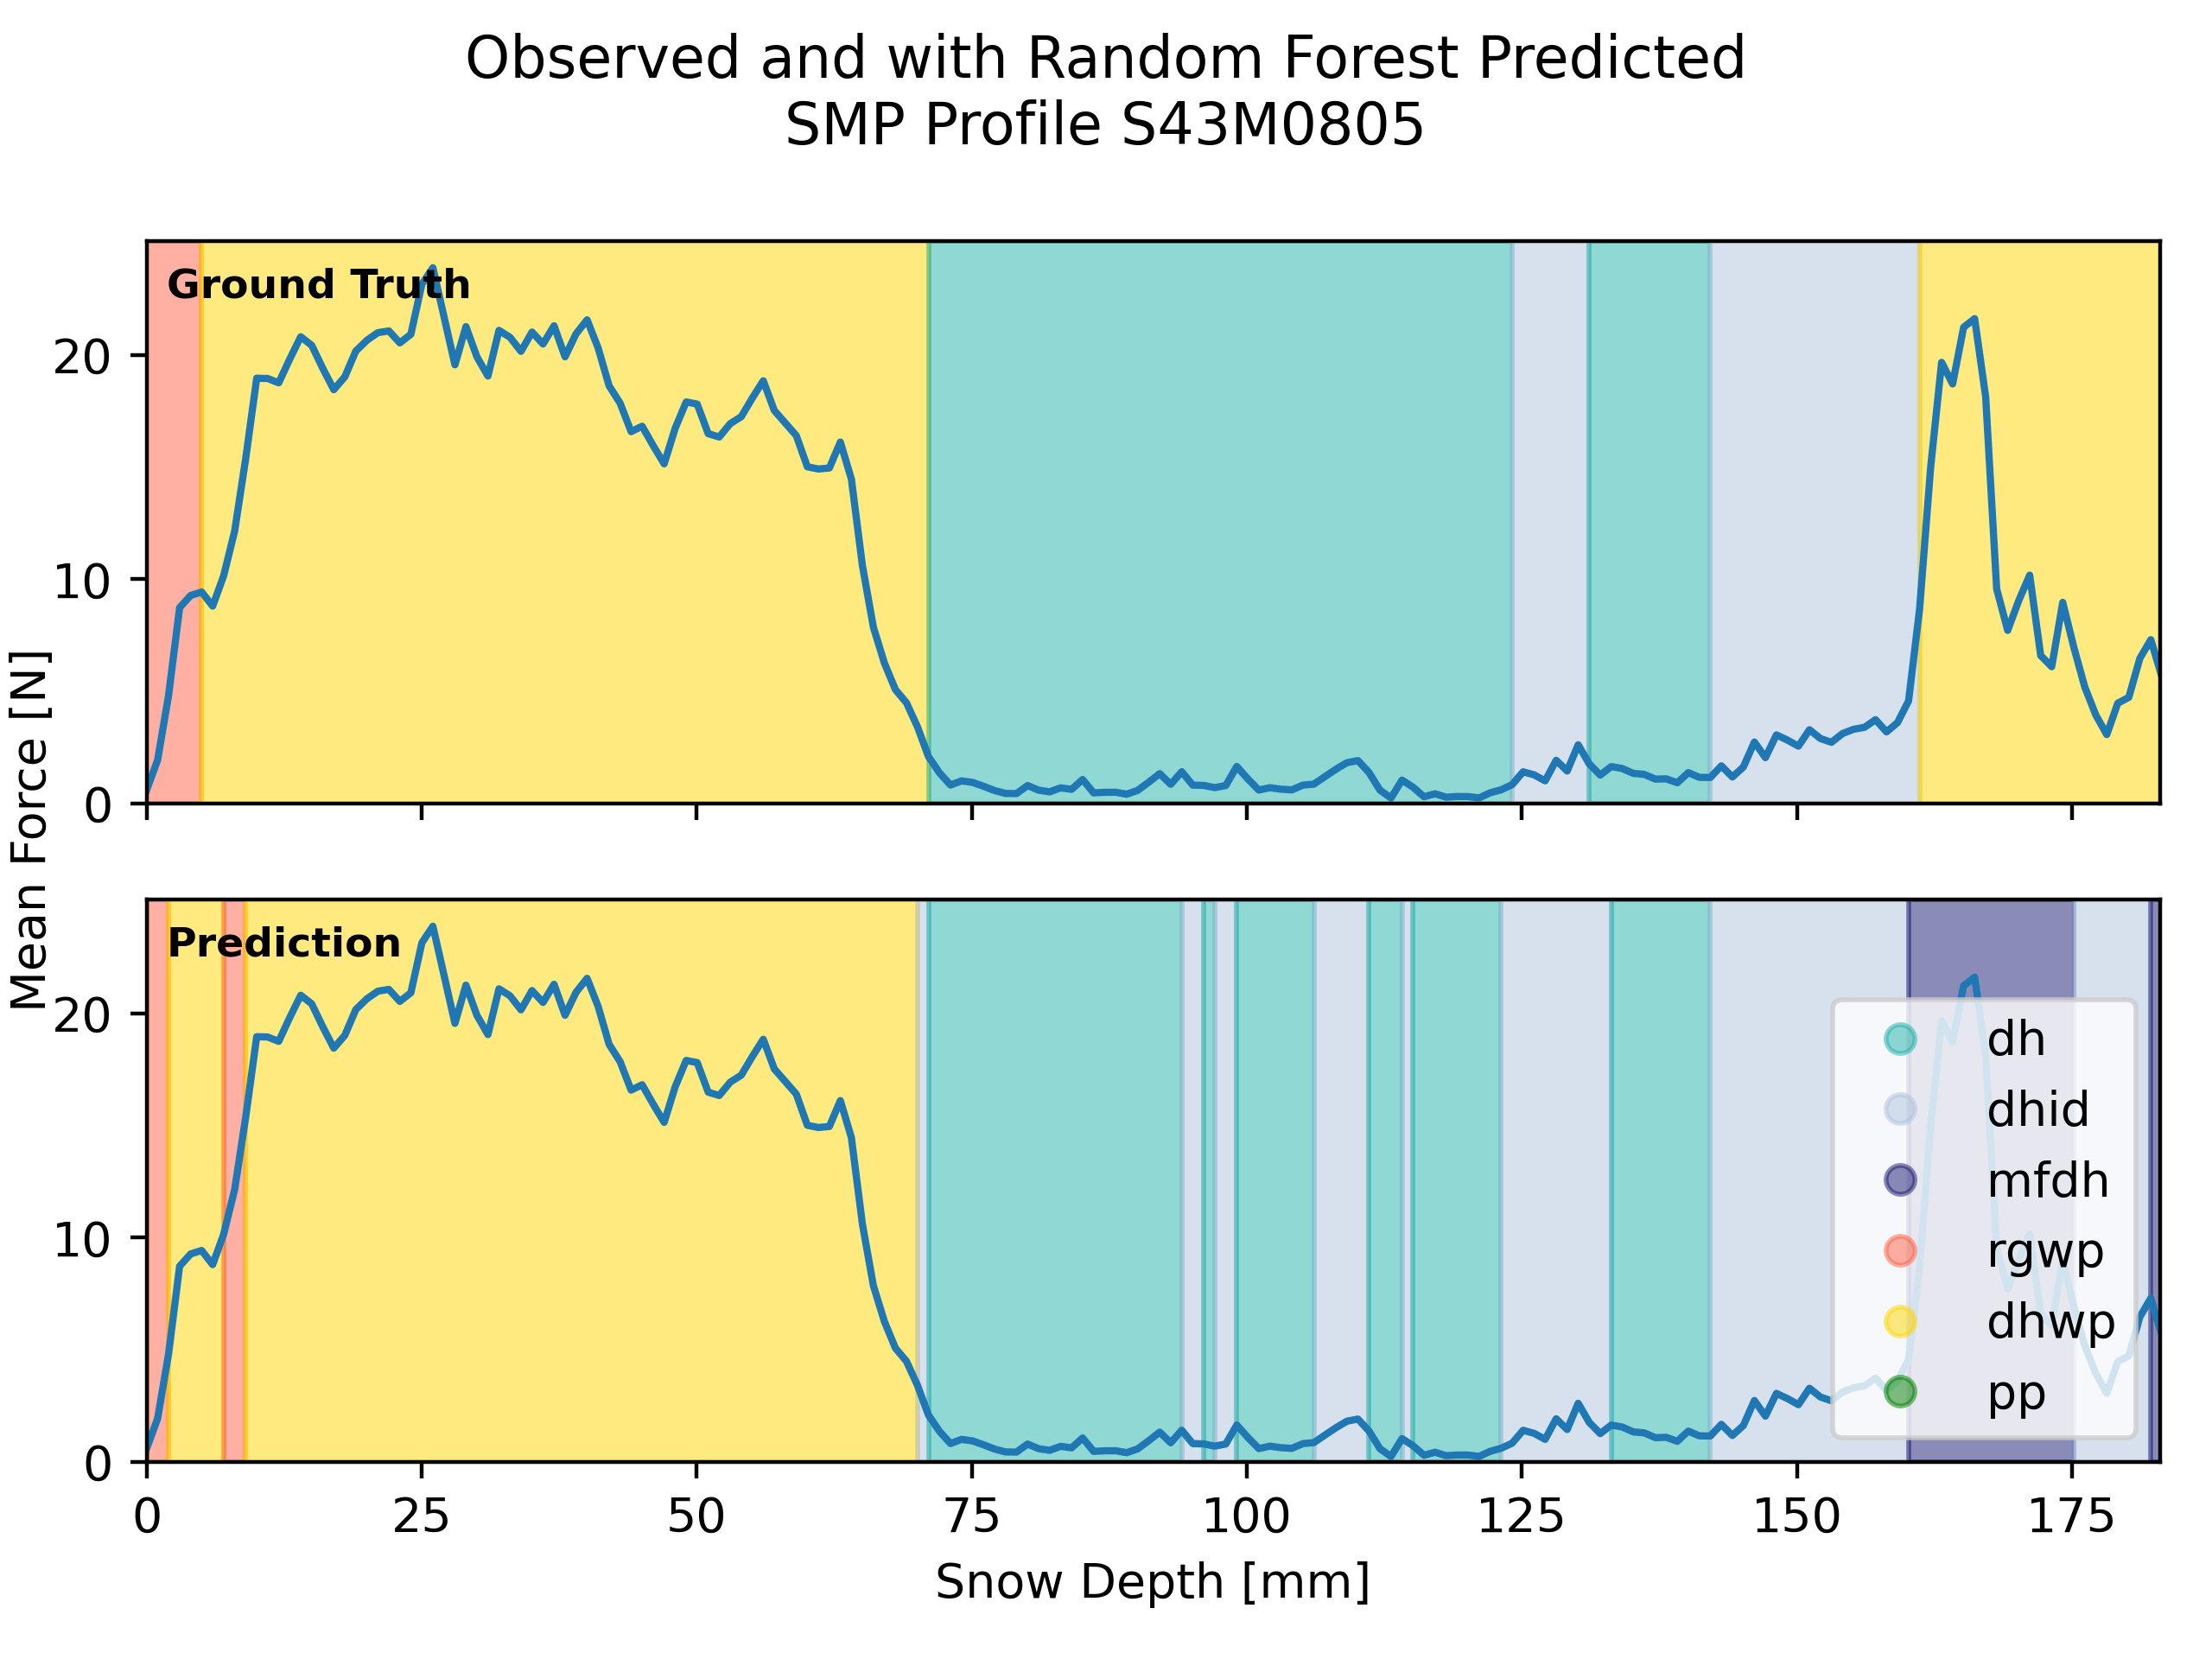 Observed and with Random Forest Predicted
SMP Profile S43M0805
Mean Force [N]
Ground Truth
20
10
0
Prediction
20
10
0
dh
dhid
mfdh
rgwp
dhwp
pp
0 25 50 75 100 125 150 175
Snow Depth [mm]